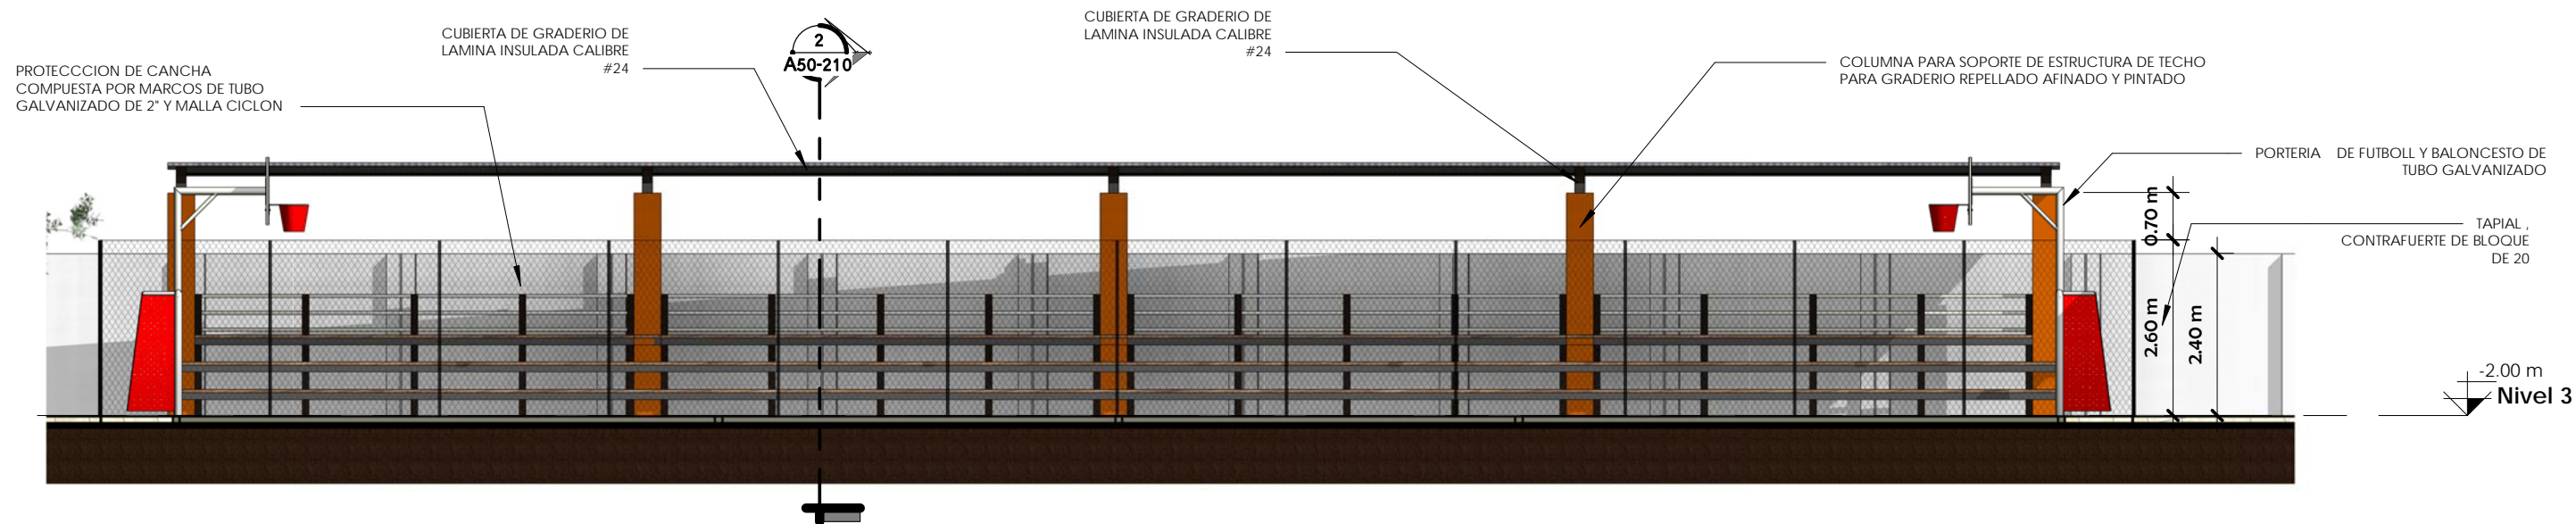 PROTECCCION DE CANCHA
COMPUESTA POR MARCOS DE TUBO
GALVANIZADO DE 2" Y MALLA CICLON
CUBIERTA DE GRADERIO DE
LAMINA INSULADA CALIBRE
#24
2
A50-210
CUBIERTA DE GRADERIO DE
LAMINA INSULADA CALIBRE
#24
COLUMNA PARA SOPORTE DE ESTRUCTURA DE TECHO
PARA GRADERIO REPELLADO AFINADO Y PINTADO
PORTERIA DE FUTBOLL Y BALONCESTO DE
TUBO GALVANIZADO
TAPIAL ,
CONTRAFUERTE DE BLOQUE
DE 20
0.70 m
2.60 m
2.40 m
-2.00 m
Nivel 3